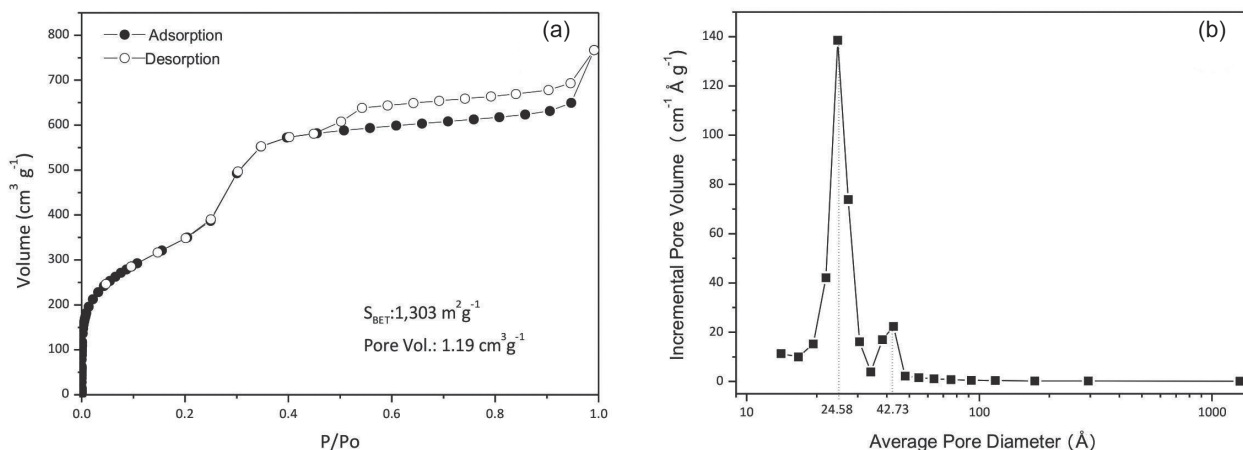 (a)
Adsorption
Desorption
800
700
600
500
400
300
200
100
0
Volume (cm³ g⁻¹)
S_BET:1,303 m²g⁻¹
Pore Vol.: 1.19 cm³g⁻¹
0.0 0.2 0.4 0.6 0.8 1.0
P/Po
(b)
140
120
100
80
60
40
20
0
Incremental Pore Volume ( cm⁻¹ Å g⁻¹)
10 100 1000
24.58 42.73
Average Pore Diameter (Å)